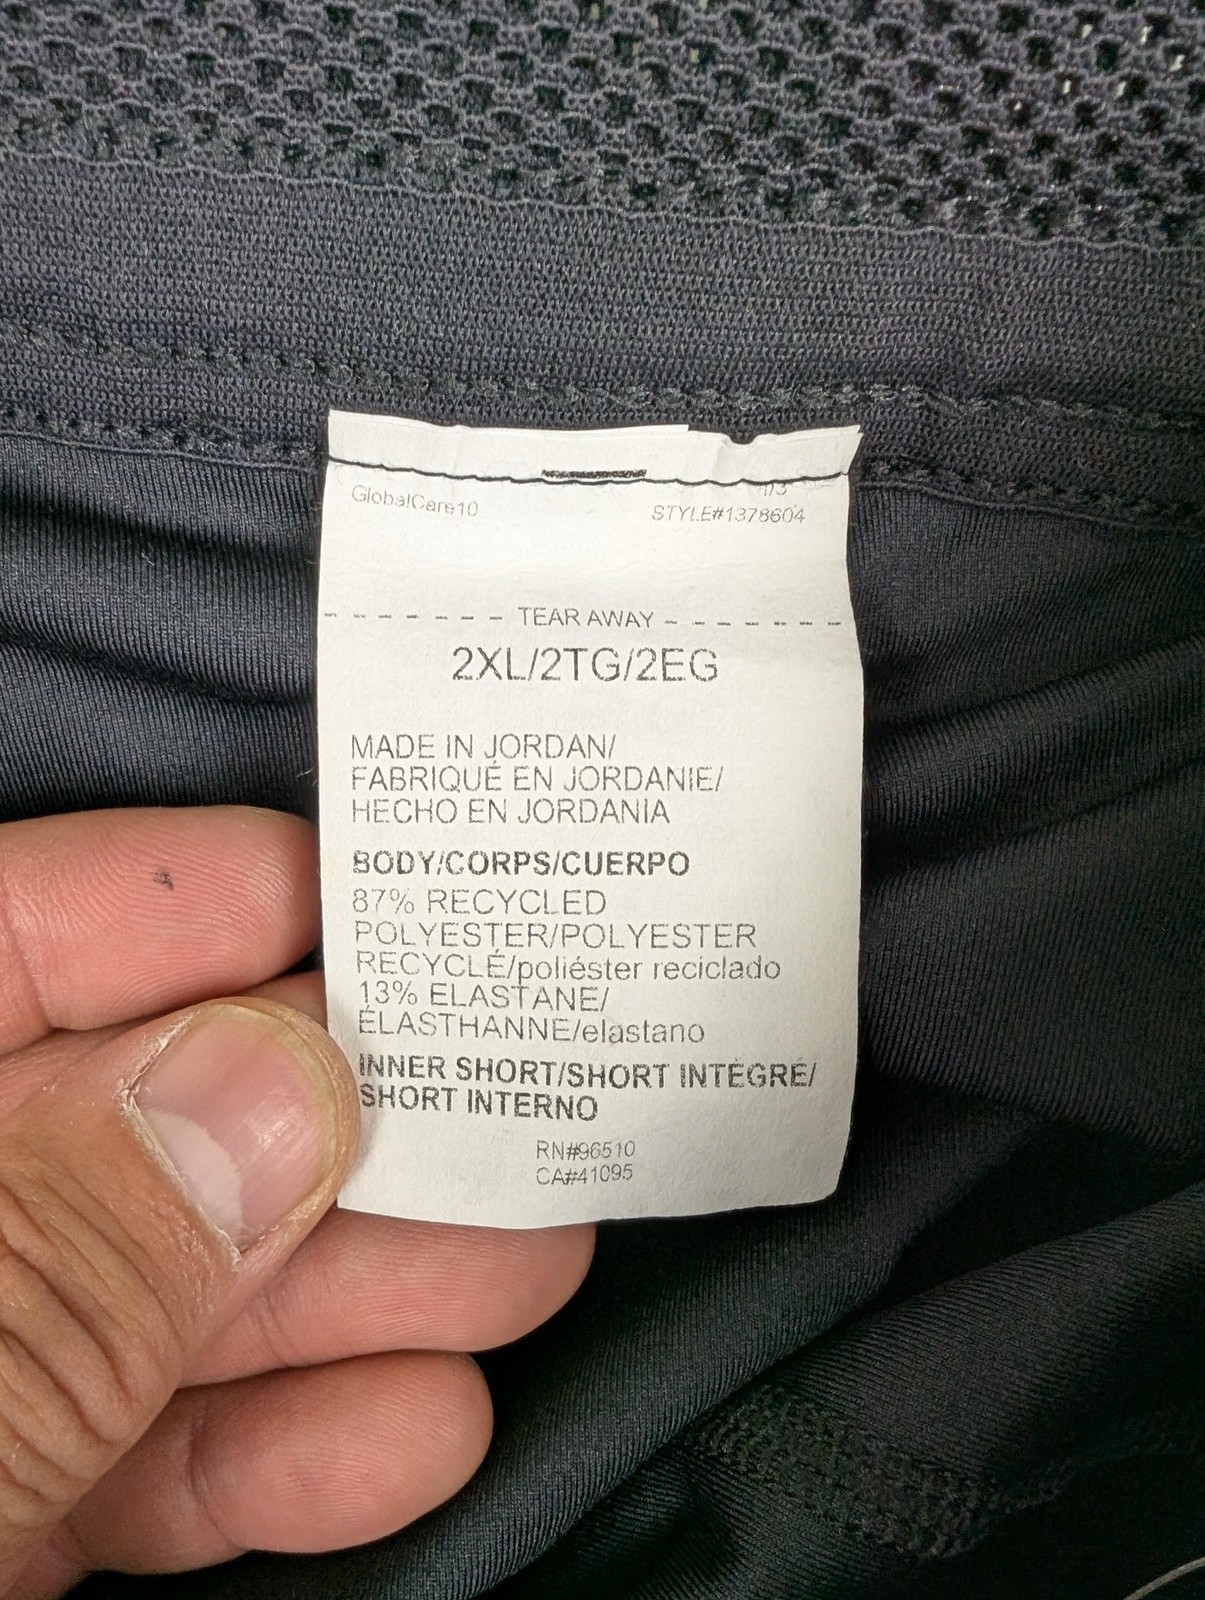 GlobalCare10
STYLE#1378604
TEAR AWAY
2XL/2TG/2EG
MADE IN JORDAN/
FABRIQUÉ EN JORDANIE/
HECHO EN JORDANIA
BODY/CORPS/CUERPO
87% RECYCLED
POLYESTER/POLYESTER
RECYCLÉ/poliéster reciclado
13% ELASTANE/
ÉLASTHANNE/elastano
INNER SHORT/SHORT INTÈGRÉ/
SHORT INTERNO
RN#96510
CA#41095